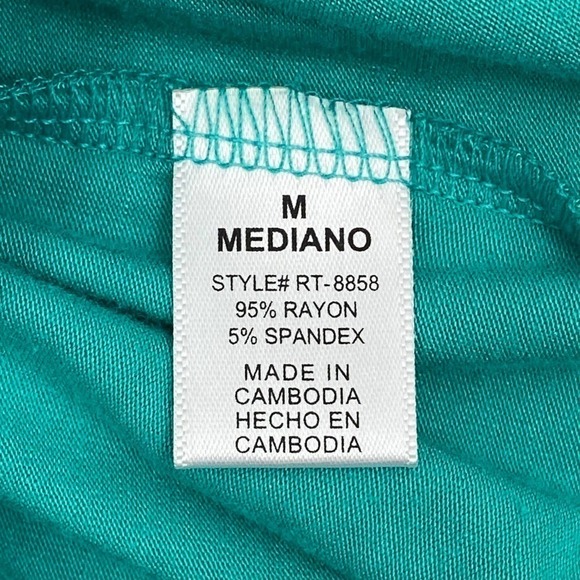 M
MEDIANO
STYLE# RT-8858
95% RAYON
5% SPANDEX
MADE IN
CAMBODIA
HECHO EN
CAMBODIA